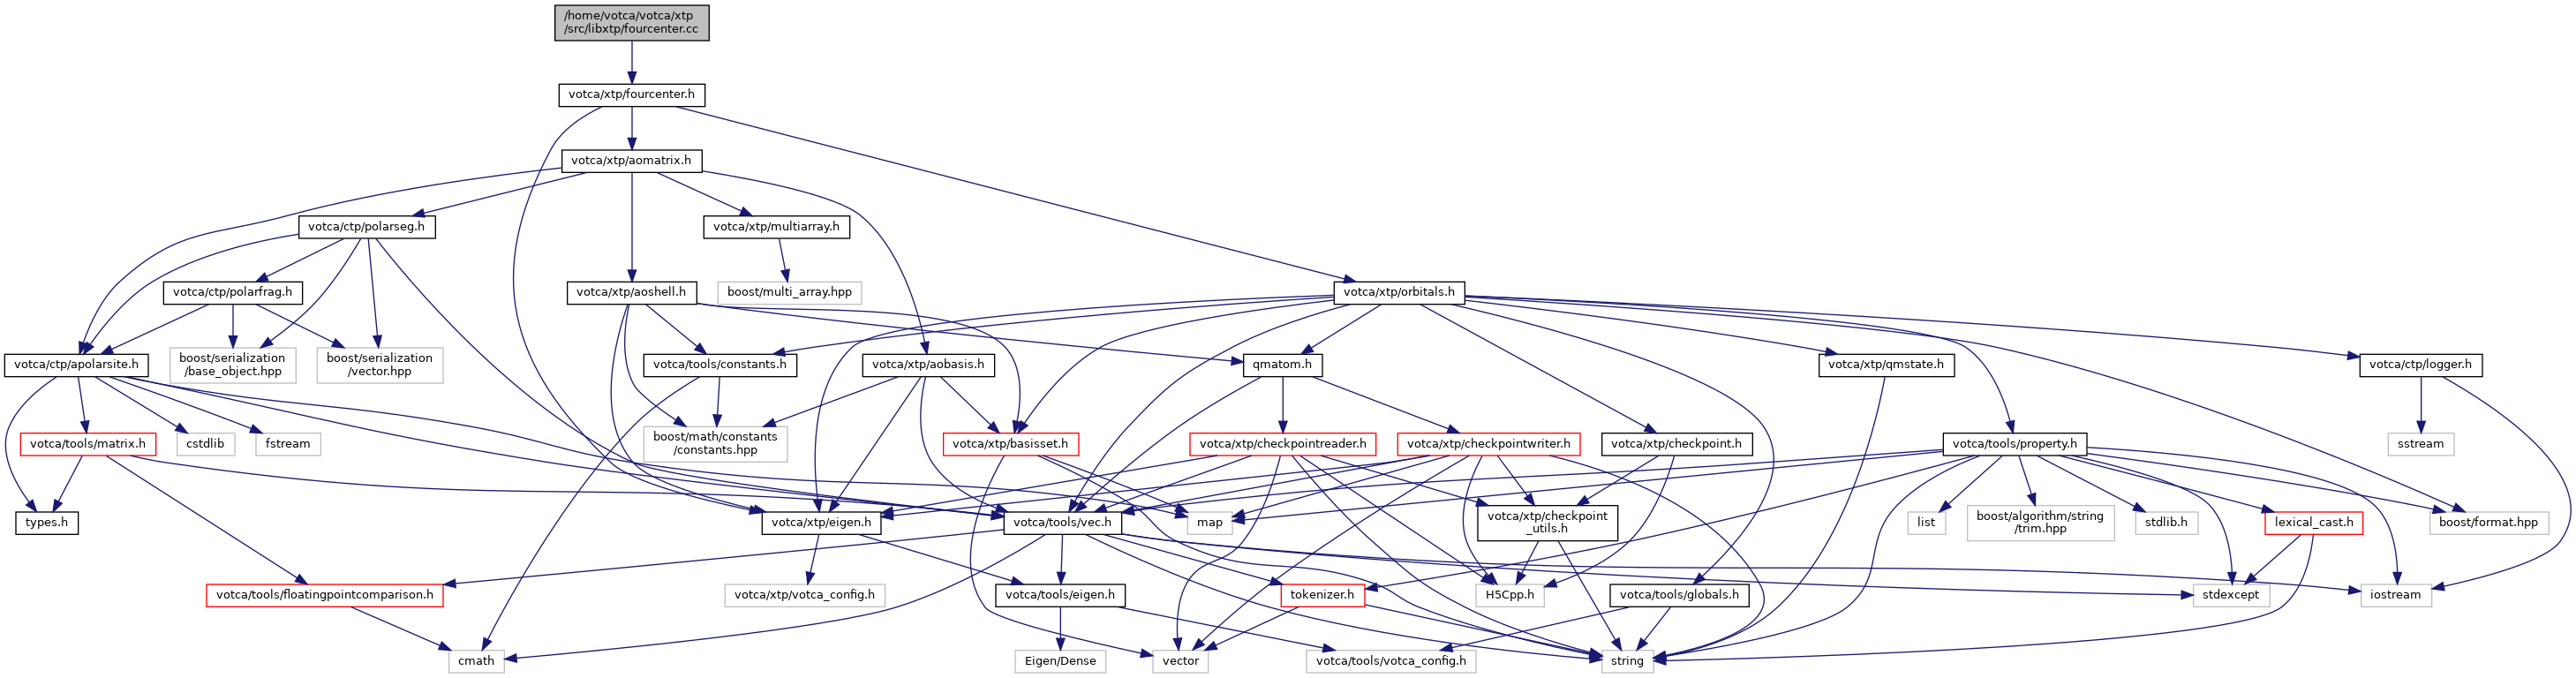 /home/votca/votca/xtp
/src/libxtp/fourcenter.cc
votca/xtp/fourcenter.h
votca/xtp/aomatrix.h
votca/ctp/polarseg.h
votca/xtp/multiarray.h
votca/ctp/polarfrag.h
votca/xtp/aoshell.h
boost/multi_array.hpp
votca/xtp/orbitals.h
votca/ctp/apolarsite.h
boost/serialization
/base_object.hpp
boost/serialization
/vector.hpp
votca/tools/constants.h
votca/xtp/aobasis.h
qmatom.h
votca/xtp/qmstate.h
votca/ctp/logger.h
votca/tools/matrix.h
cstdlib
fstream
boost/math/constants
/constants.hpp
votca/xtp/basisset.h
votca/xtp/checkpointreader.h
votca/xtp/checkpointwriter.h
votca/xtp/checkpoint.h
votca/tools/property.h
sstream
types.h
votca/xtp/eigen.h
votca/tools/vec.h
map
votca/xtp/checkpoint
_utils.h
list
boost/algorithm/string
/trim.hpp
stdlib.h
lexical_cast.h
boost/format.hpp
votca/tools/floatingpointcomparison.h
votca/xtp/votca_config.h
votca/tools/eigen.h
tokenizer.h
H5Cpp.h
votca/tools/globals.h
stdexcept
iostream
cmath
Eigen/Dense
vector
votca/tools/votca_config.h
string